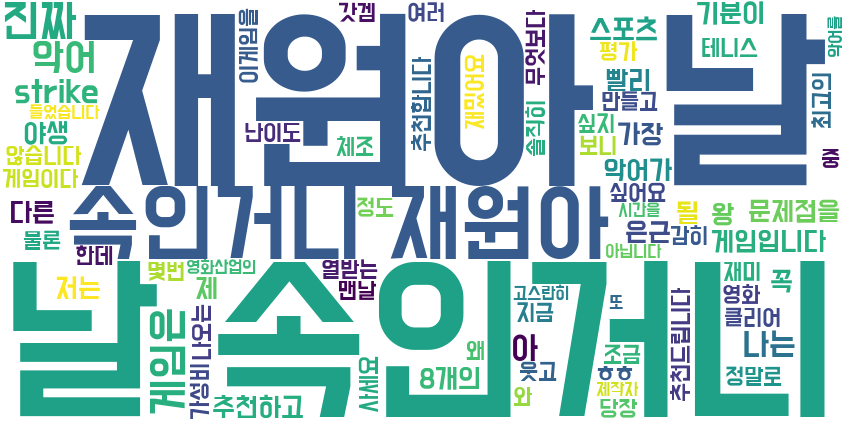 진짜
갓겜
여러
기분이
스포츠
악어를
악어
이게임을
재원아
날
무엇보다
평가
테니스
strike
추천합니다
재밌어요
빨리
최고의
들었습니다
만들고
야생
난이도
체조
솔직히
싶지
가장
않습니다
보니
중
게임이다
악어가
속인거니
재원아
싶어요
다른
정도
시간을
될
왕
문제점을
물론
한데
은근
감히
게임입니다
아닙니다
몇번
영화산업의
열받는
날
속인거니
재미
꼭
저는
제
맨날
고스란히
또
영화
지금
추천드립니다
클리어
게임은
가성비
나오는
아
나는
왜
조금
사세요
8개의
웃고
ㅎㅎ
정말로
추천하고
와
제작자
당장